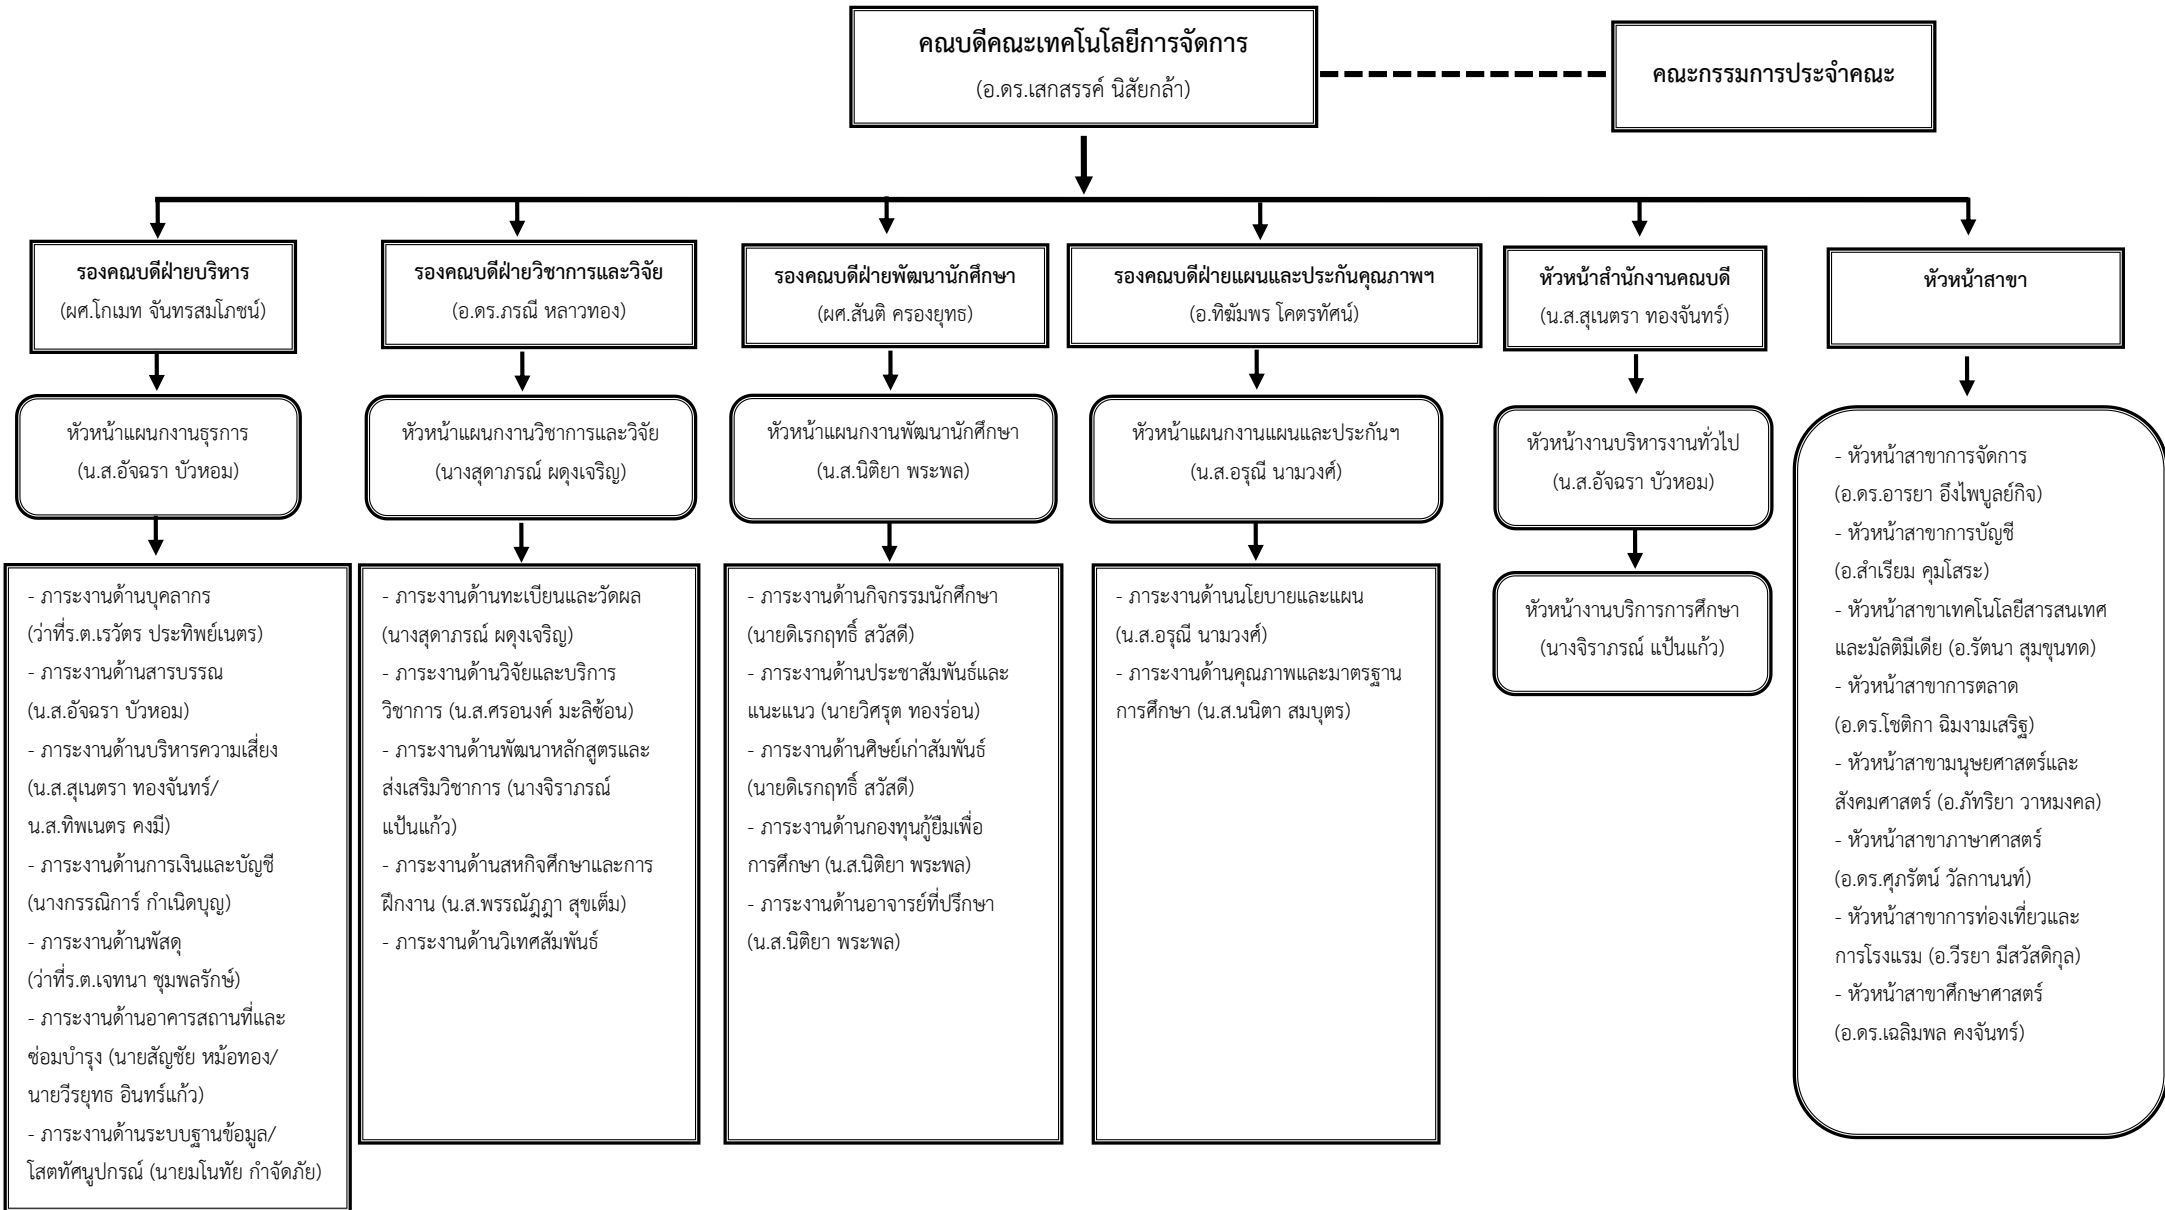 คณบดีคณะเทคโนโลยีการจัดการ
(อ.ดร.เสกสรรค์ นิสัยกล้า)
คณะกรรมการประจำคณะ
รองคณบดีฝ่ายบริหาร
(ผศ.โกเมท จันทรสมโภชน์)
รองคณบดีฝ่ายวิชาการและวิจัย
(อ.ดร.ภรณี หลาวทอง)
รองคณบดีฝ่ายพัฒนานักศึกษา
(ผศ.สันติ ครองยุทธ)
รองคณบดีฝ่ายแผนและประกันคุณภาพฯ
(อ.ทิฆัมพร โคตรทัศน์)
หัวหน้าสำนักงานคณบดี
(น.ส.สุเนตรา ทองจันทร์)
หัวหน้าสาขา
หัวหน้าแผนกงานธุรการ
(น.ส.อัจฉรา บัวหอม)
หัวหน้าแผนกงานวิชาการและวิจัย
(นางสุดาภรณ์ ผดุงเจริญ)
หัวหน้าแผนกงานพัฒนานักศึกษา
(น.ส.นิติยา พระพล)
หัวหน้าแผนกงานแผนและประกันฯ
(น.ส.อรุณี นามวงศ์)
หัวหน้างานบริหารงานทั่วไป
(น.ส.อัจฉรา บัวหอม)
หัวหน้างานบริการการศึกษา
(นางจิราภรณ์ แป้นแก้ว)
- ภาระงานด้านบุคลากร
(ว่าที่ร.ต.เรวัตร ประทิพย์เนตร)
- ภาระงานด้านสารบรรณ
(น.ส.อัจฉรา บัวหอม)
- ภาระงานด้านบริหารความเสี่ยง
(น.ส.สุเนตรา ทองจันทร์/
น.ส.ทิพเนตร คงมี)
- ภาระงานด้านการเงินและบัญชี
(นางกรรณิการ์ กำเนิดบุญ)
- ภาระงานด้านพัสดุ
(ว่าที่ร.ต.เจทนา ชุมพลรักษ์)
- ภาระงานด้านอาคารสถานที่และ
ซ่อมบำรุง (นายสัญชัย หม้อทอง/
นายวีรยุทธ อินทร์แก้ว)
- ภาระงานด้านระบบฐานข้อมูล/
โสตทัศนูปกรณ์ (นายมโนทัย กำจัดภัย)
- ภาระงานด้านทะเบียนและวัดผล
(นางสุดาภรณ์ ผดุงเจริญ)
- ภาระงานด้านวิจัยและบริการ
วิชาการ (น.ส.ศรอนงค์ มะลิซ้อน)
- ภาระงานด้านพัฒนาหลักสูตรและ
ส่งเสริมวิชาการ (นางจิราภรณ์
แป้นแก้ว)
- ภาระงานด้านสหกิจศึกษาและการ
ฝึกงาน (น.ส.พรรณัฎฎา สุขเต็ม)
- ภาระงานด้านวิเทศสัมพันธ์
- ภาระงานด้านกิจกรรมนักศึกษา
(นายดิเรกฤทธิ์ สวัสดี)
- ภาระงานด้านประชาสัมพันธ์และ
แนะแนว (นายวิศรุต ทองร่อน)
- ภาระงานด้านศิษย์เก่าสัมพันธ์
(นายดิเรกฤทธิ์ สวัสดี)
- ภาระงานด้านกองทุนกู้ยืมเพื่อ
การศึกษา (น.ส.นิติยา พระพล)
- ภาระงานด้านอาจารย์ที่ปรึกษา
(น.ส.นิติยา พระพล)
- ภาระงานด้านนโยบายและแผน
(น.ส.อรุณี นามวงศ์)
- ภาระงานด้านคุณภาพและมาตรฐาน
การศึกษา (น.ส.นนิตา สมบุตร)
- หัวหน้าสาขาการจัดการ
(อ.ดร.อารยา อึงไพบูลย์กิจ)
- หัวหน้าสาขาการบัญชี
(อ.สำเรียม คุมโสระ)
- หัวหน้าสาขาเทคโนโลยีสารสนเทศ
และมัลติมีเดีย (อ.รัตนา สุมขุนทด)
- หัวหน้าสาขาการตลาด
(อ.ดร.โชติกา ฉิมงามเสริฐ)
- หัวหน้าสาขามนุษยศาสตร์และ
สังคมศาสตร์ (อ.ภัทริยา วาหมงคล)
- หัวหน้าสาขาภาษาศาสตร์
(อ.ดร.ศุภรัตน์ วัลกานนท์)
- หัวหน้าสาขาการท่องเที่ยวและ
การโรงแรม (อ.วีรยา มีสวัสดิกุล)
- หัวหน้าสาขาศึกษาศาสตร์
(อ.ดร.เฉลิมพล คงจันทร์)